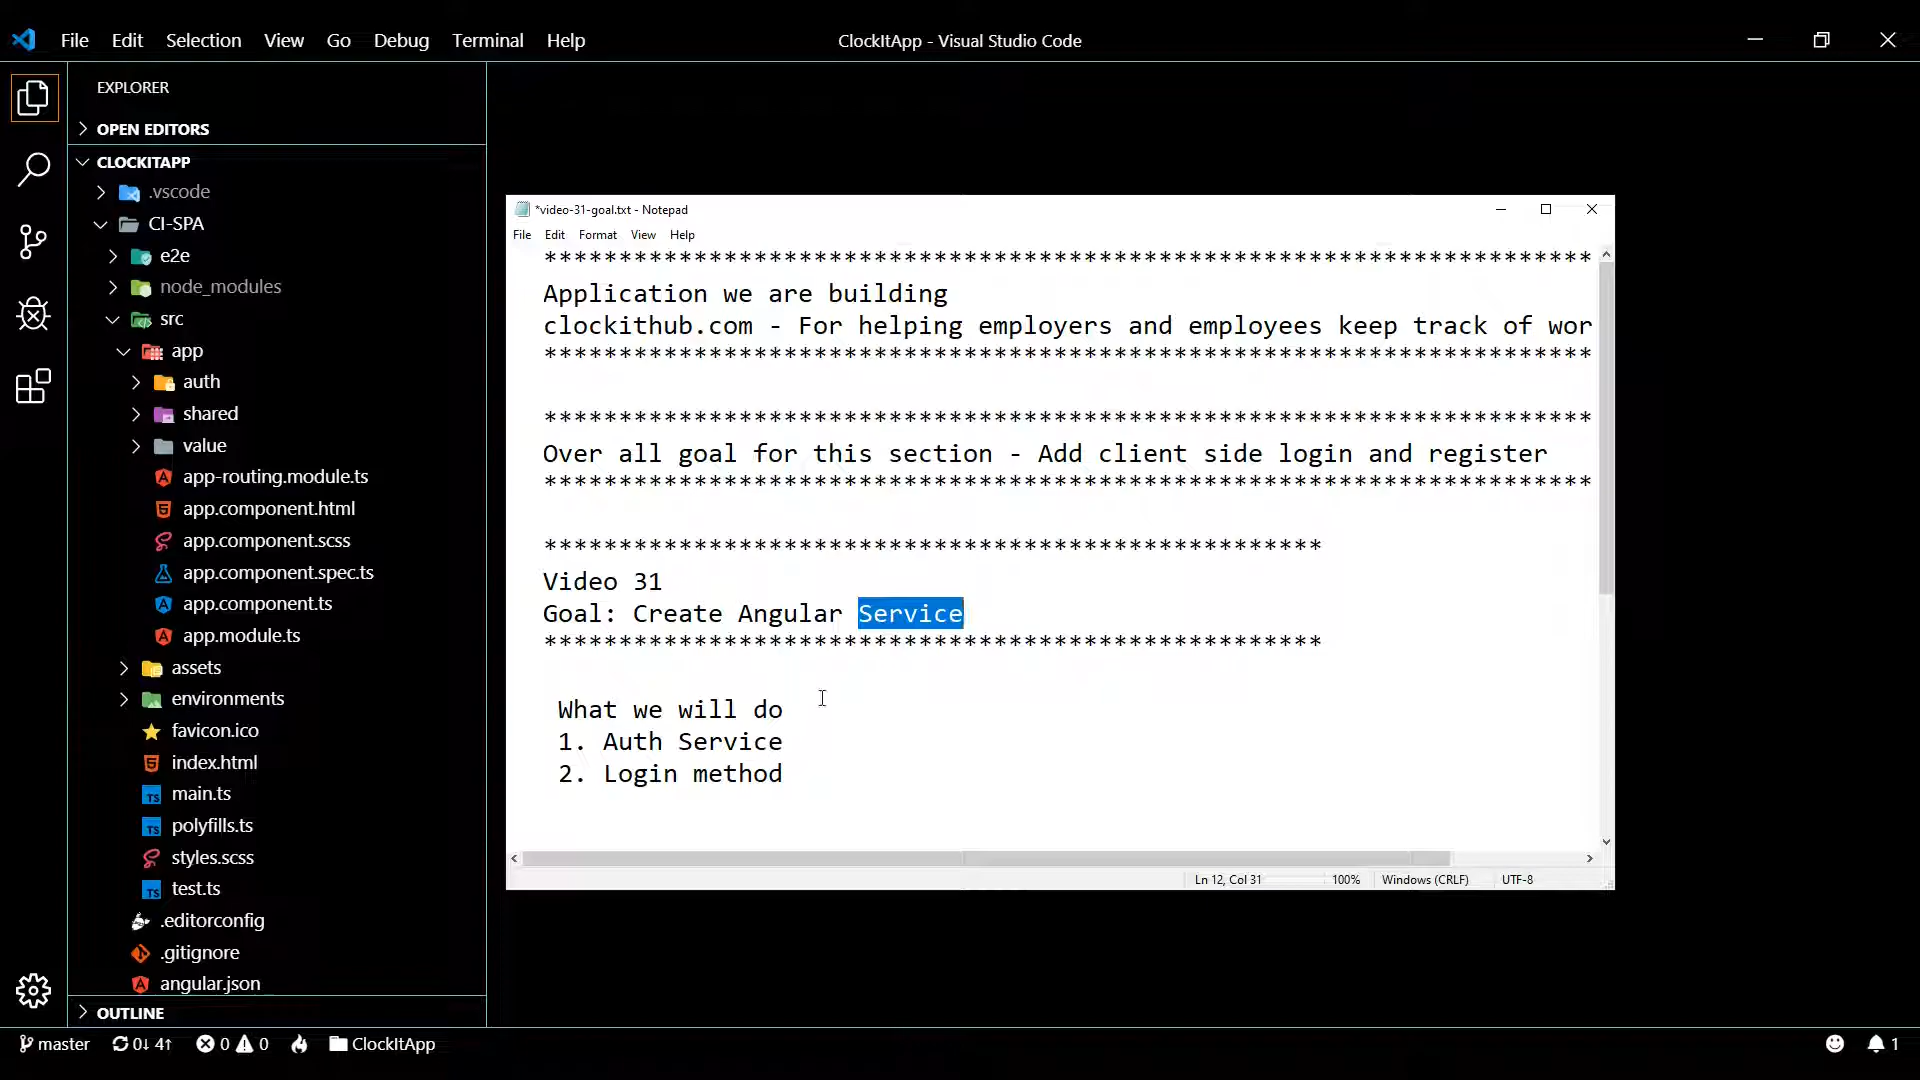 File Edit Selection View Go Debug Terminal Help
ClockItApp - Visual Studio Code
EXPLORER
OPEN EDITORS
CLOCKITAPP
.vscode
CI-SPA
e2e
node_modules
src
app
auth
shared
value
app-routing.module.ts
app.component.html
app.component.scss
app.component.spec.ts
app.component.ts
app.module.ts
assets
environments
favicon.ico
index.html
main.ts
polyfills.ts
styles.scss
test.ts
.editorconfig
.gitignore
angular.json
OUTLINE
*video-31-goal.txt - Notepad
File Edit Format View Help
**********************************************************************
Application we are building
clockithub.com - For helping employers and employees keep track of wor
**********************************************************************
**********************************************************************
Over all goal for this section - Add client side login and register
**********************************************************************
****************************************************
Video 31
Goal: Create Angular Service
****************************************************
What we will do
1. Auth Service
2. Login method
Ln 12, Col 31 100% Windows (CRLF) UTF-8
master 0↓ 4↑ 0 0 ClockItApp 1